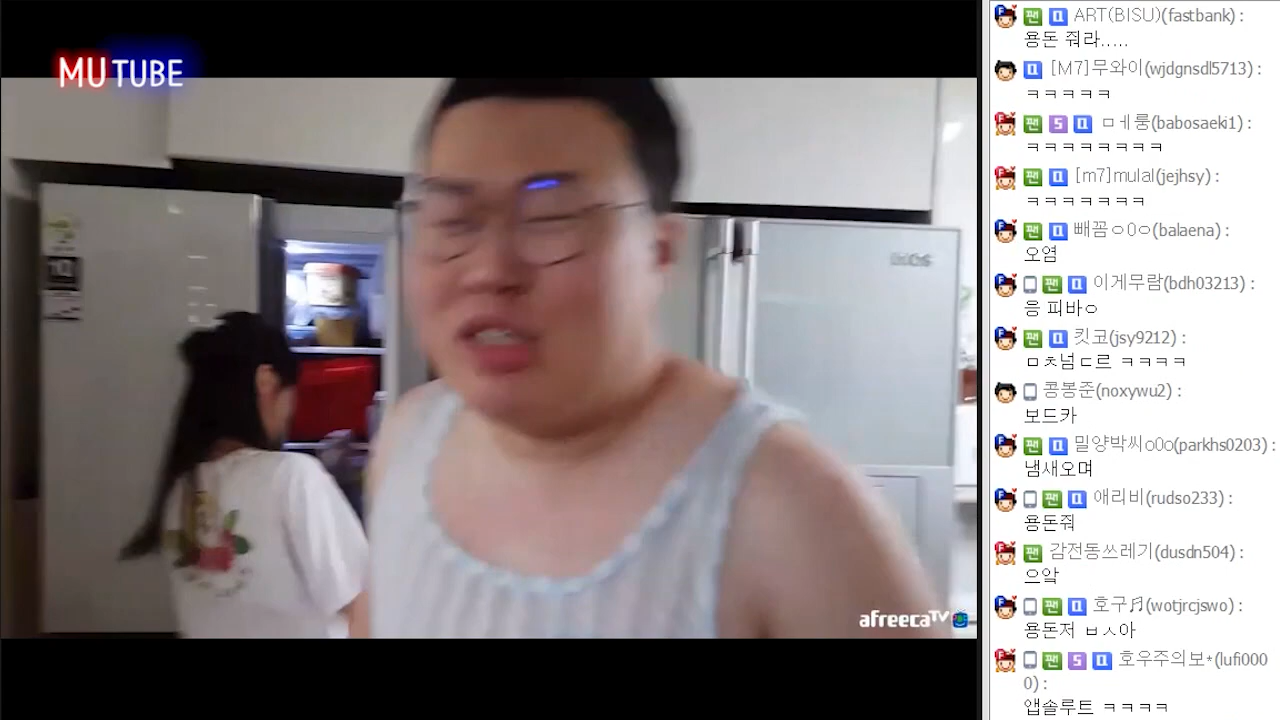 MUTUBE
afreecaTV
ART(BISU)(fastbank) :
용돈 줘라.....
[M7]무와이(wjdgnsdl5713) :
ㅋㅋㅋㅋㅋ
ㅁㅔ룽(babosaeki1) :
ㅋㅋㅋㅋㅋㅋㅋㅋ
[m7]mulal(jejhsy) :
ㅋㅋㅋㅋㅋㅋㅋ
빼꼼ㅇ0ㅇ(balaena) :
오염
이게무람(bdh03213) :
응 피바ㅇ
킷코(jsy9212) :
ㅁㅊ넘ㄷ르 ㅋㅋㅋㅋ
콩봉준(noxywu2) :
보드카
밀양박씨o0o(parkhs0203) :
냄새오며
애리비(rudso233) :
용돈줘
감전동쓰레기(dusdn504) :
으앜
호구♬(wotjrcjswo) :
용돈저 ㅂㅅ아
호우주의보*(lufi000
0) :
앱솔루트 ㅋㅋㅋㅋ